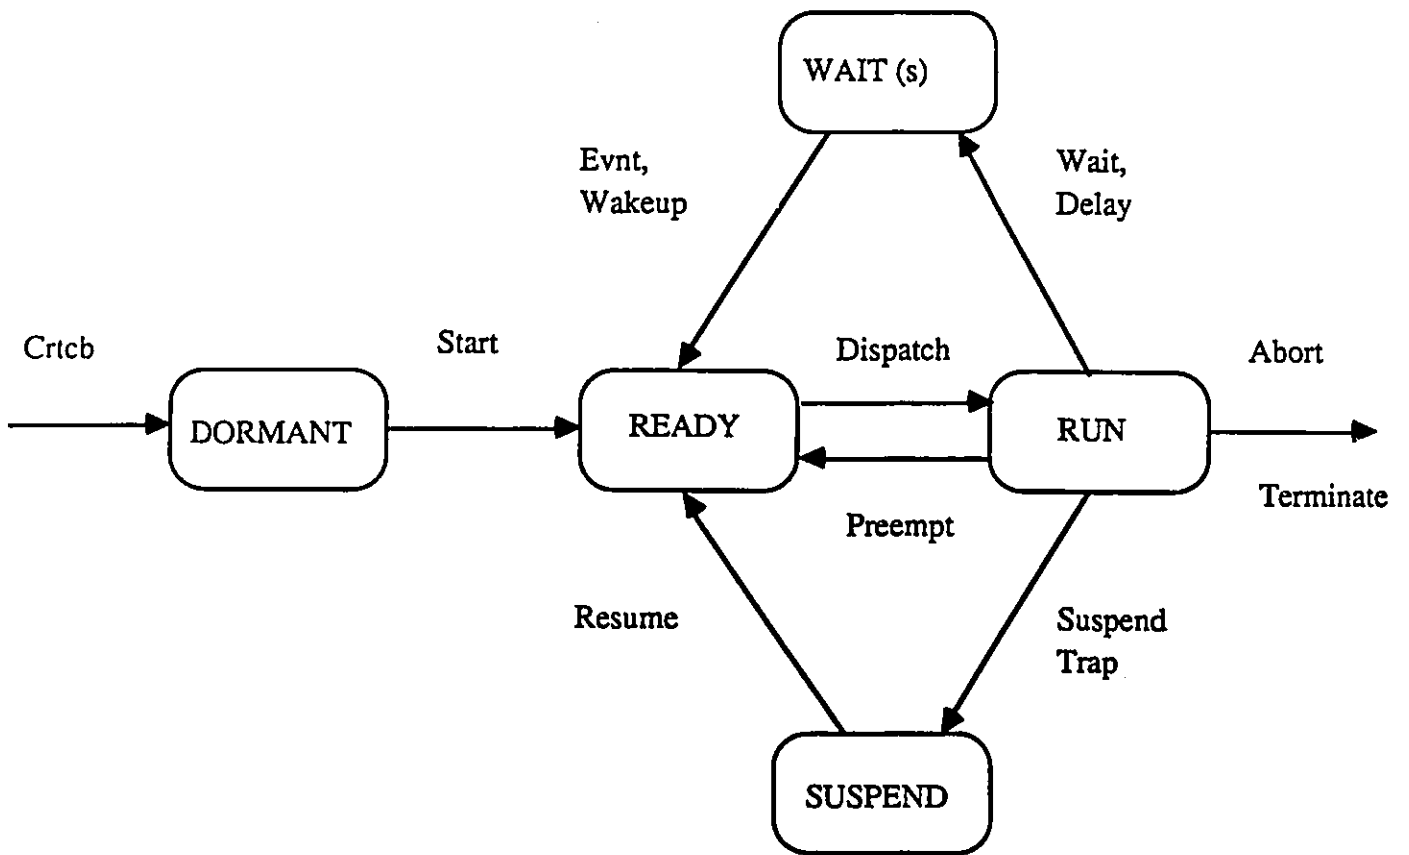 WAIT (s)
Evnt,
Wakeup
Wait,
Delay
Crtcb
Start
Dispatch
Abort
DORMANT
READY
RUN
Terminate
Preempt
Resume
Suspend
Trap
SUSPEND